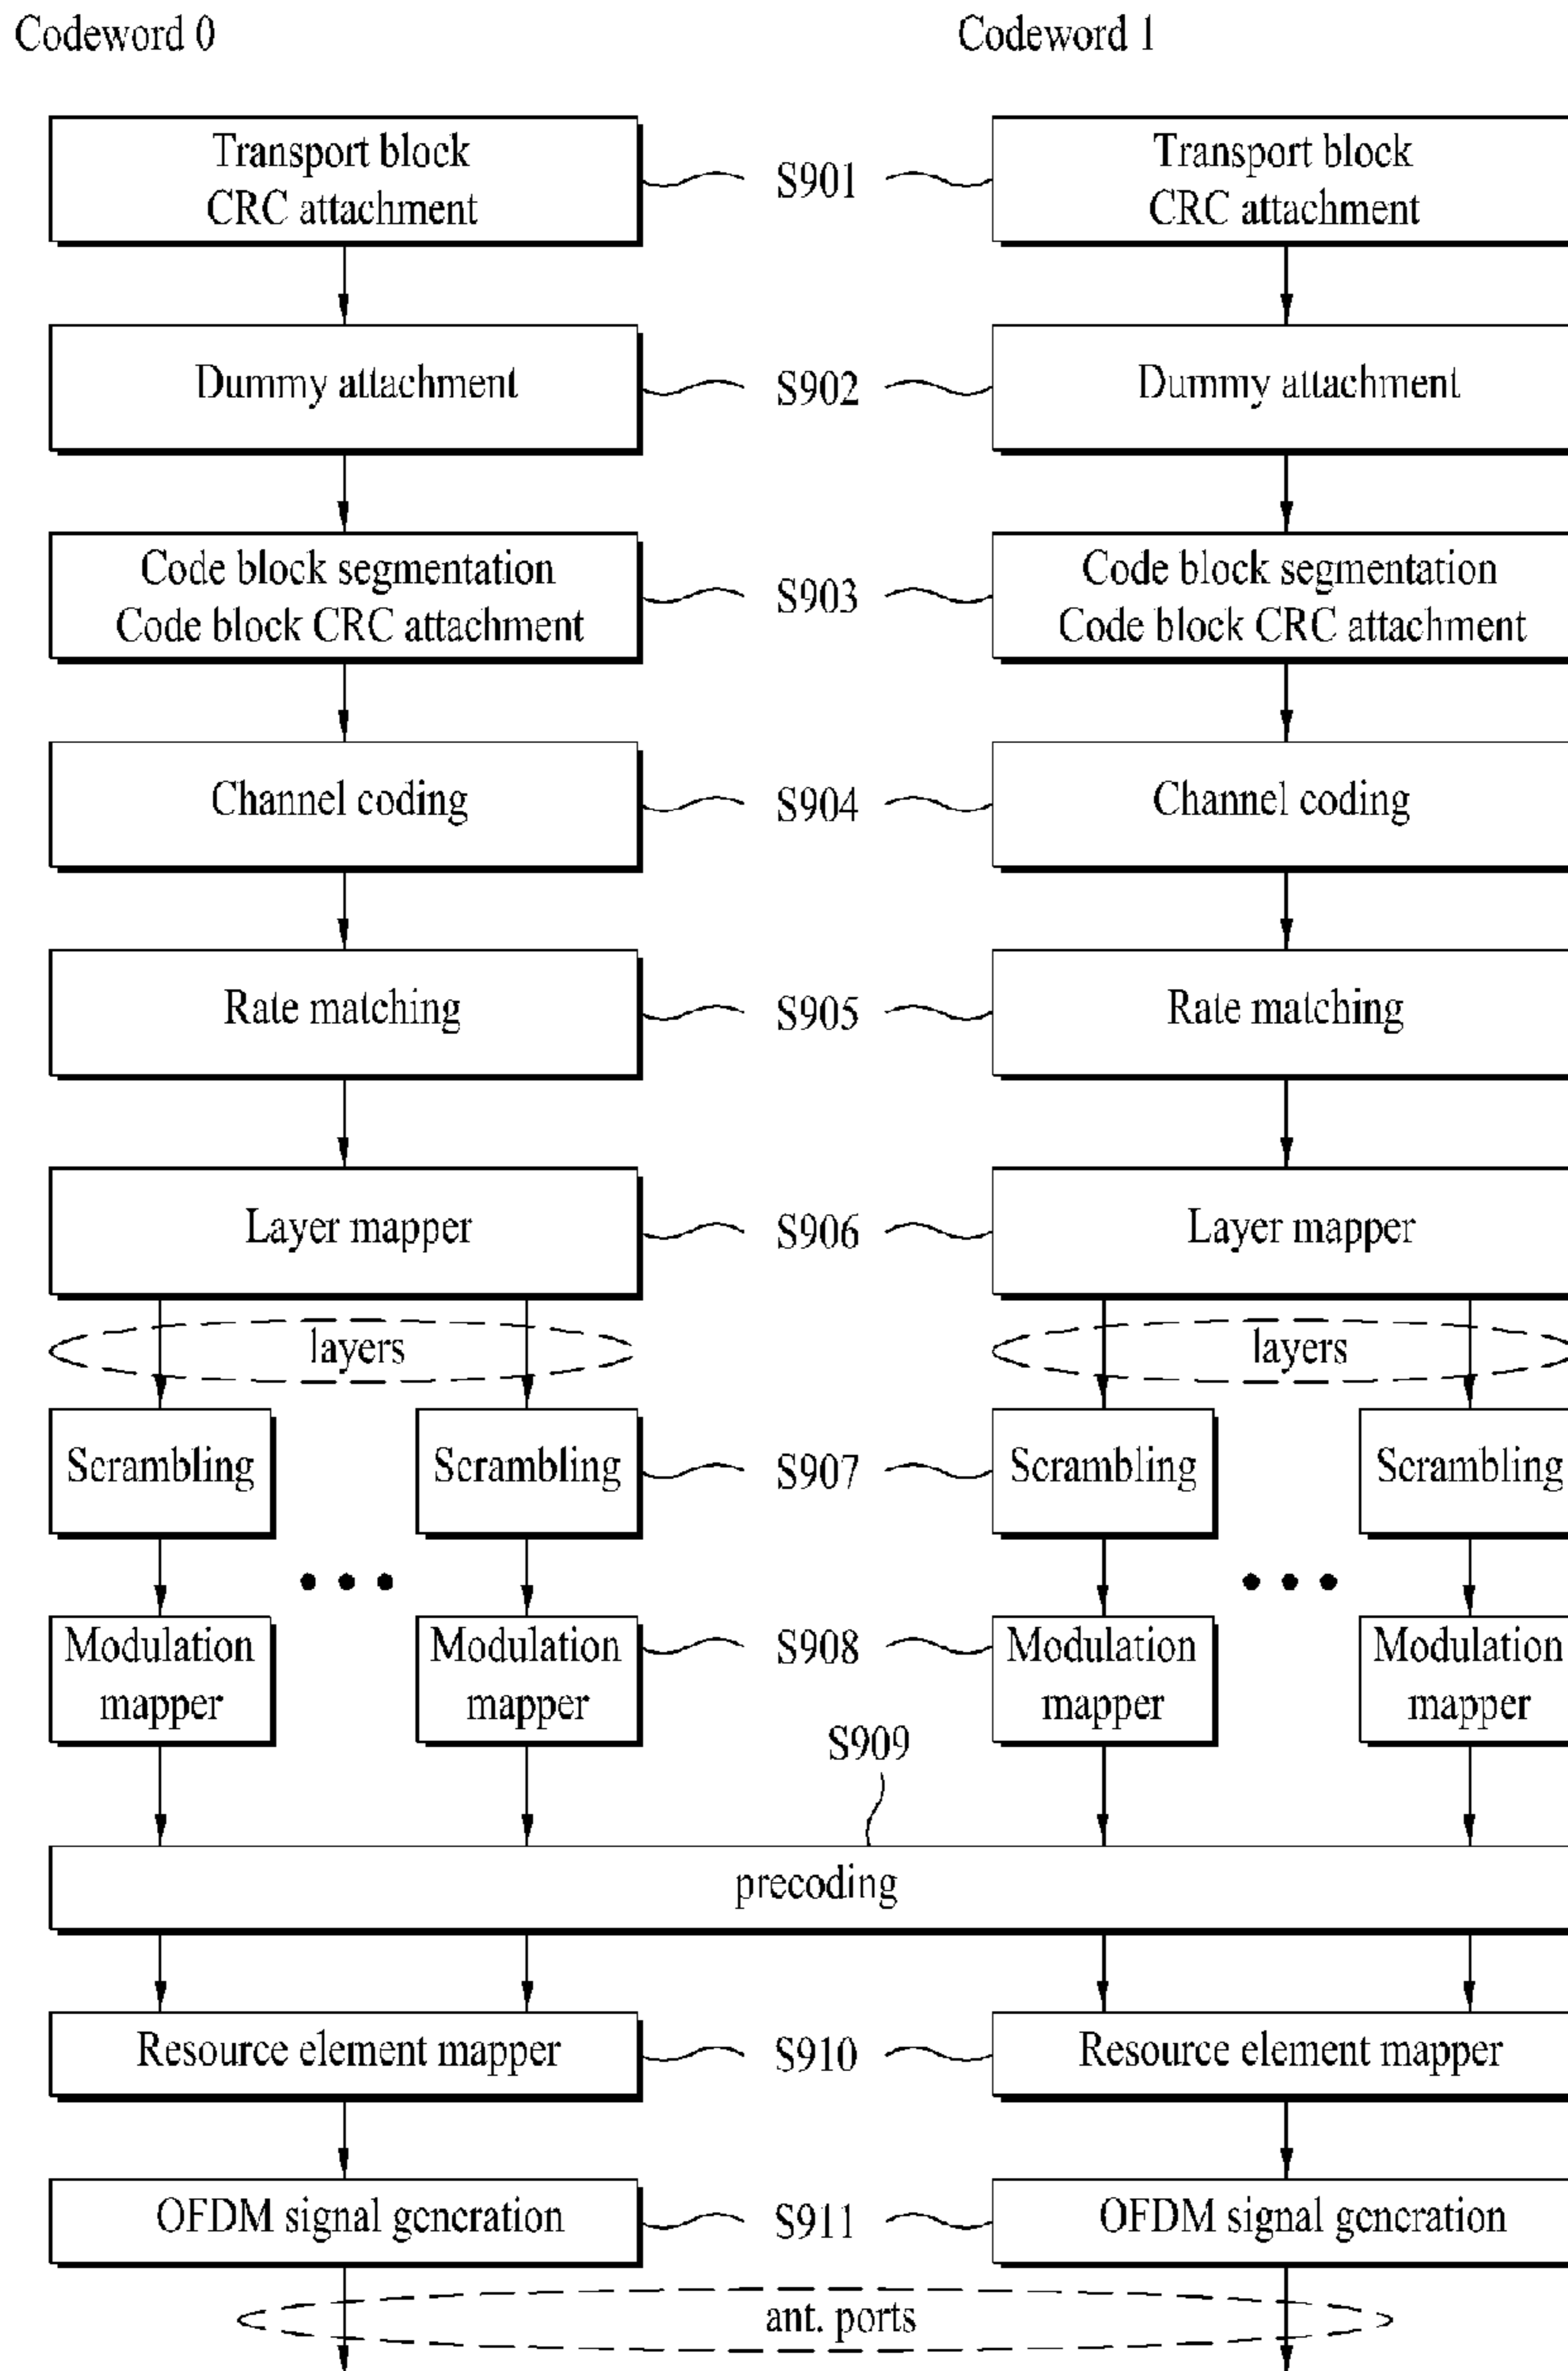 Codeword 0
Codeword 1
Transport block
CRC attachment
S901
Transport block
CRC attachment
Dummy attachment
S902
Dummy attachment
Code block segmentation
Code block CRC attachment
S903
Code block segmentation
Code block CRC attachment
Channel coding
S904
Channel coding
Rate matching
S905
Rate matching
Layer mapper
S906
Layer mapper
layers
layers
Scrambling
Scrambling
S907
Scrambling
Scrambling
Modulation
mapper
Modulation
mapper
S908
Modulation
mapper
Modulation
mapper
S909
precoding
Resource element mapper
S910
Resource element mapper
OFDM signal generation
S911
OFDM signal generation
ant. ports